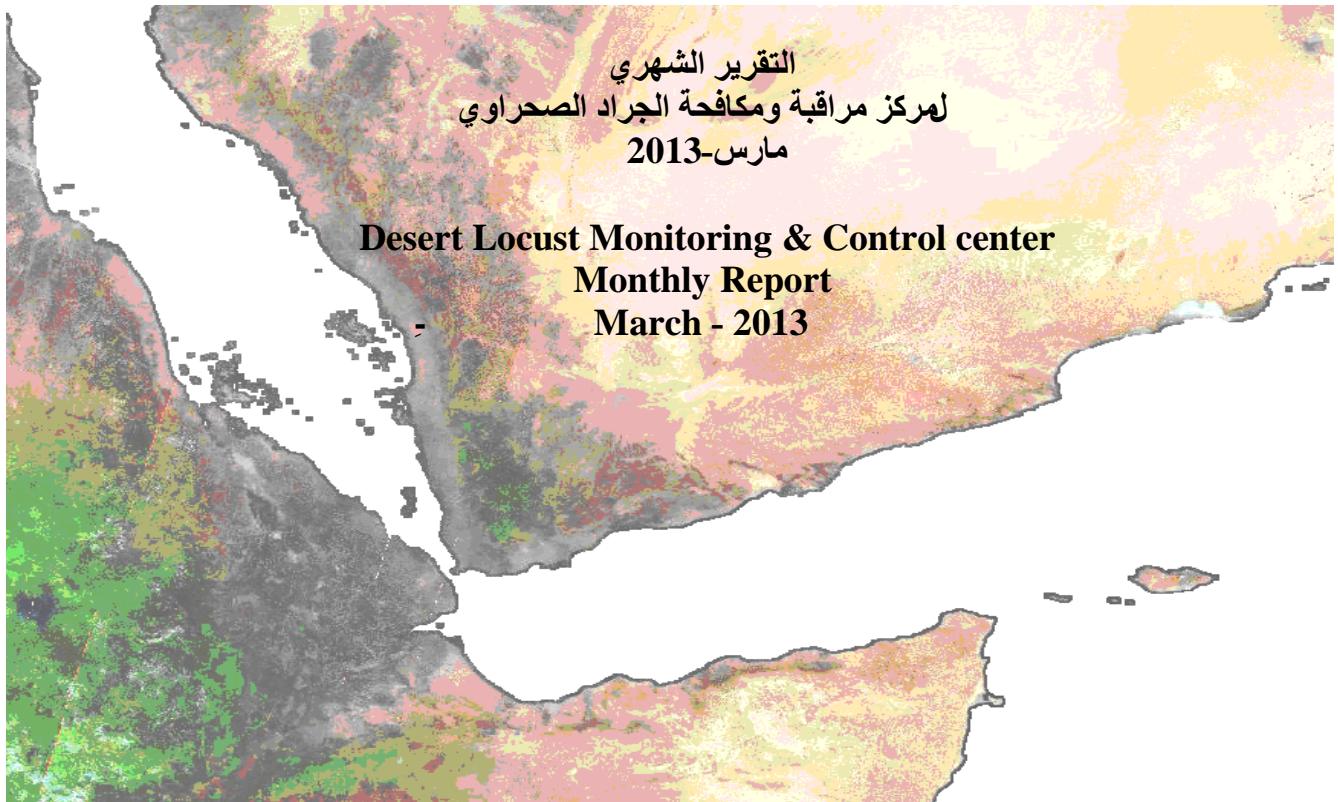 التقرير الشهري
لمركز مراقبة ومكافحة الجراد الصحراوي
مارس-2013
Desert Locust Monitoring & Control center
Monthly Report
March - 2013
-